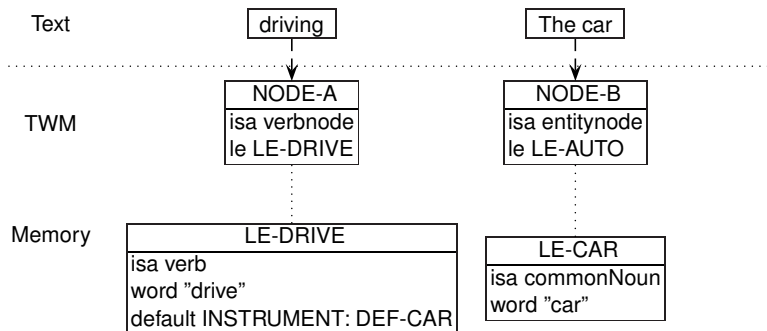 Text
driving
The car
NODE-A
NODE-B
TWM
isa verbnode
le LE-DRIVE
isa entitynode
le LE-AUTO
Memory
LE-DRIVE
isa verb
word ”drive”
default INSTRUMENT: DEF-CAR
LE-CAR
isa commonNoun
word ”car”